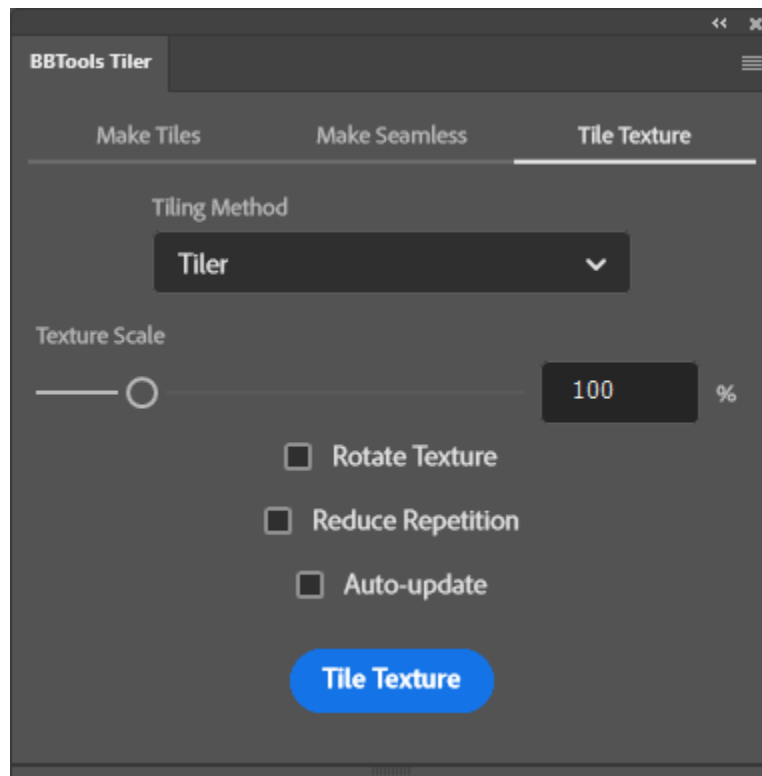 BBTools Tiler
Make Tiles Make Seamless Tile Texture
Tiling Method
Tiler
Texture Scale
100 %
Rotate Texture
Reduce Repetition
Auto-update
Tile Texture